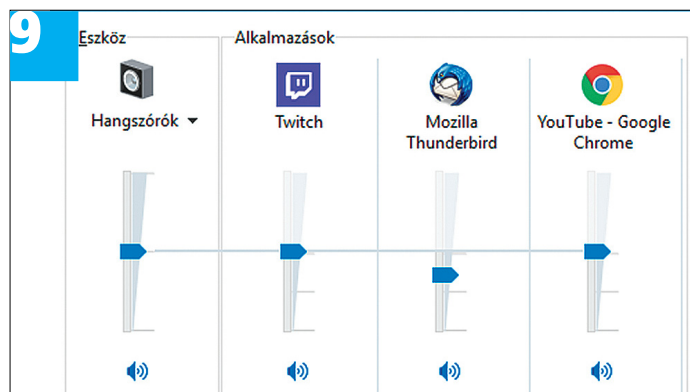 9
Eszköz
Alkalmazások
Hangszórók
Twitch
Mozilla
Thunderbird
YouTube - Google
Chrome